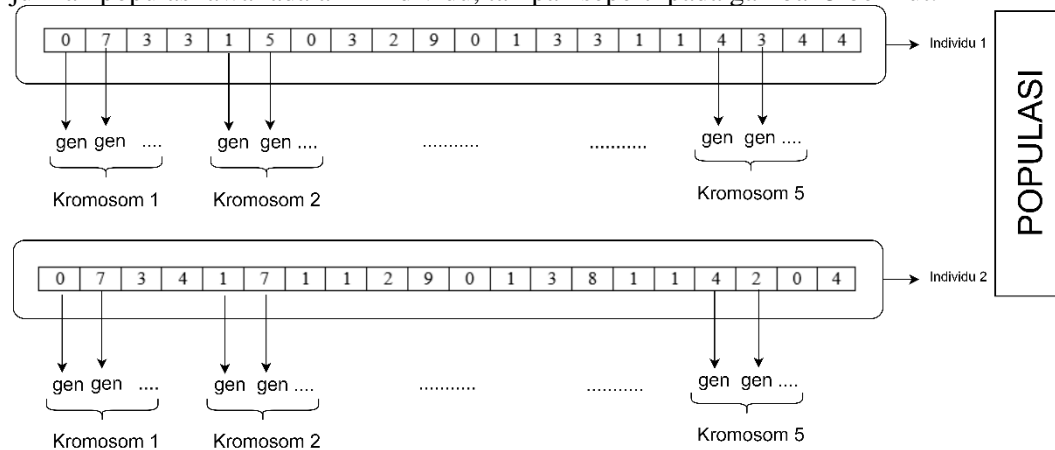 0 7 3 3 1 5 0 3 2 9 0 1 3 3 1 1 4 3 4 4
Individu 1
gen gen .... gen gen .... .......... .......... gen gen ....
Kromosom 1 Kromosom 2 Kromosom 5
POPULASI
0 7 3 4 1 7 1 1 2 9 0 1 3 8 1 1 4 2 0 4
Individu 2
gen gen .... gen gen .... .......... .......... gen gen ....
Kromosom 1 Kromosom 2 Kromosom 5